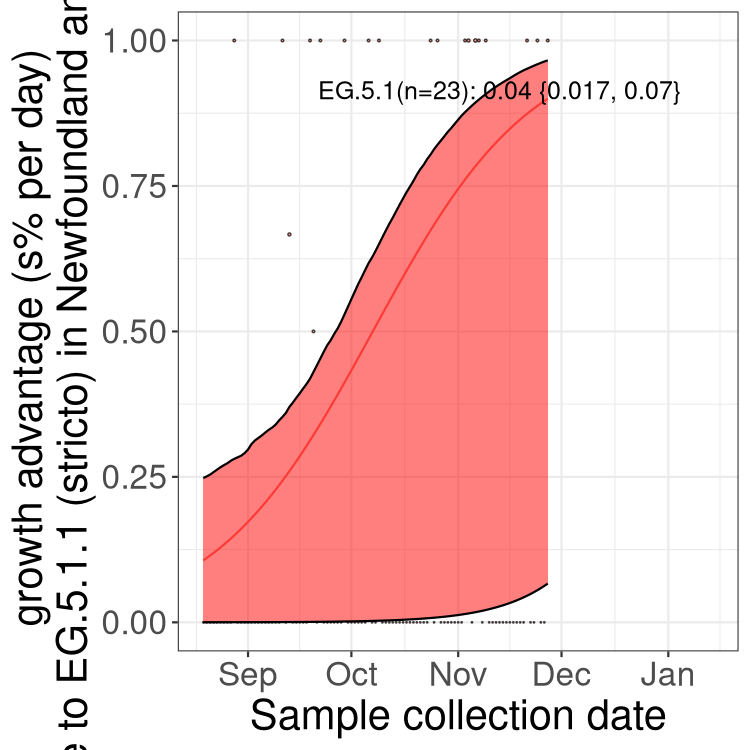 growth advantage (s% per day)
to EG.5.1.1 (stricto) in Newfoundland
1.00
0.75
0.50
0.25
0.00
EG.5.1(n=23): 0.04 {0.017, 0.07}
Sep Oct Nov Dec Jan
Sample collection date